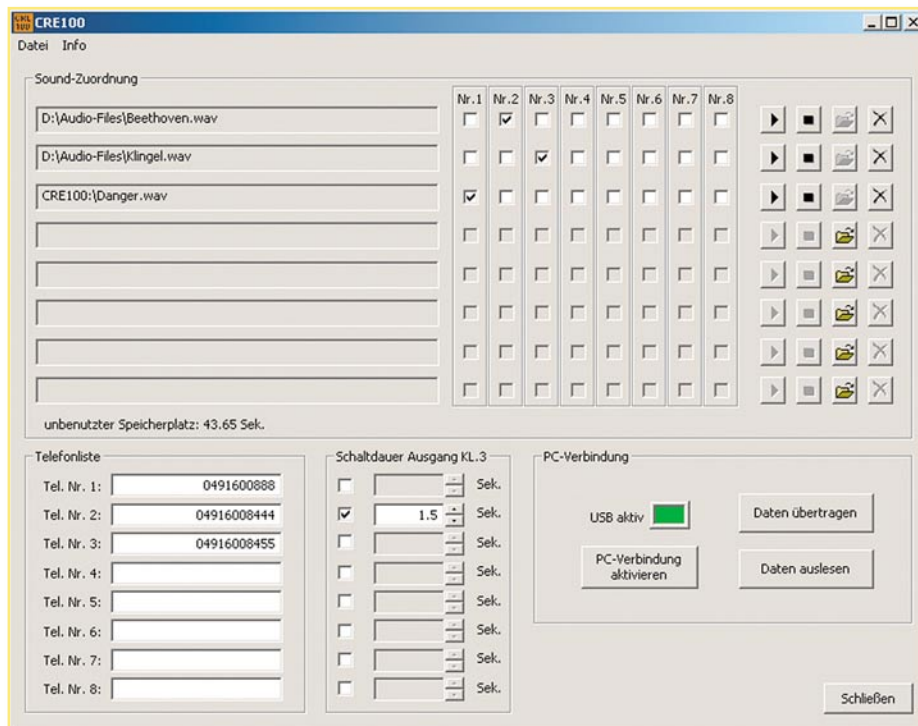 CRE100
Datei Info
Sound-Zuordnung
Nr.1 Nr.2 Nr.3 Nr.4 Nr.5 Nr.6 Nr.7 Nr.8
D:\Audio-Files\Beethoven.wav
D:\Audio-Files\Klingel.wav
CRE100:\Danger.wav
unbenutzter Speicherplatz: 43.65 Sek.
Telefonliste
Tel. Nr. 1: 0491600888
Tel. Nr. 2: 04916008444
Tel. Nr. 3: 04916008455
Tel. Nr. 4:
Tel. Nr. 5:
Tel. Nr. 6:
Tel. Nr. 7:
Tel. Nr. 8:
Schaltdauer Ausgang KL.3
Sek.
1.5 Sek.
Sek.
Sek.
Sek.
Sek.
Sek.
Sek.
PC-Verbindung
USB aktiv
Daten übertragen
PC-Verbindung
aktivieren
Daten auslesen
Schließen